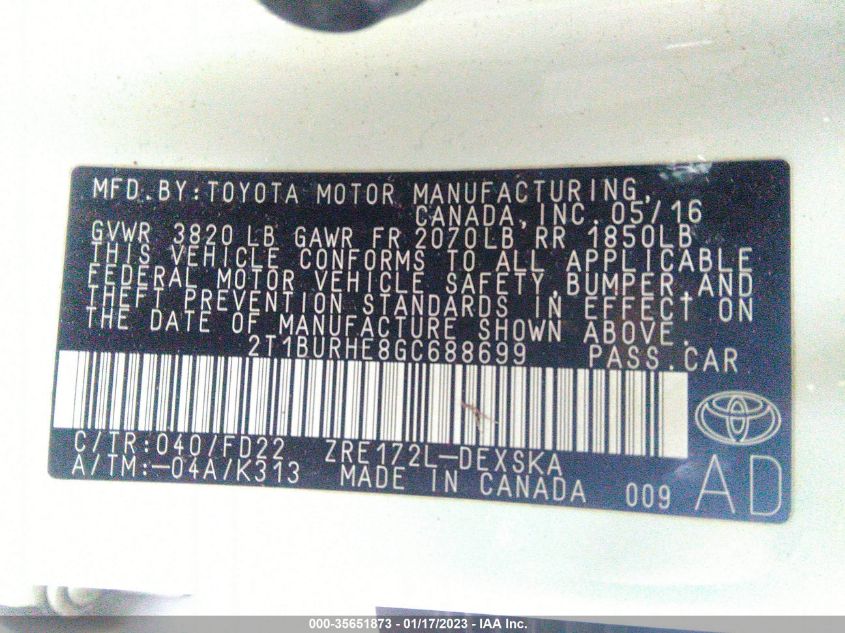 MFD.BY:TOYOTA MOTOR MANUFACTURING,
CANADA,INC. 05/16
GVWR 3820 LB GAWR FR 2070LB RR 1850LB
THIS VEHICLE CONFORMS TO ALL APPLICABLE
FEDERAL MOTOR VEHICLE SAFETY,BUMPER,AND
THEFT PREVENTION STANDARDS IN EFFECT ON
THE DATE OF MANUFACTURE SHOWN ABOVE.
2T1BURHE8GC688699 PASS.CAR
C/TR:040/FD22 ZRE172L-DEXSKA
A/TM:-04A/K313 MADE IN CANADA 009 AD
000-35651873 - 01/17/2023 - IAA Inc.